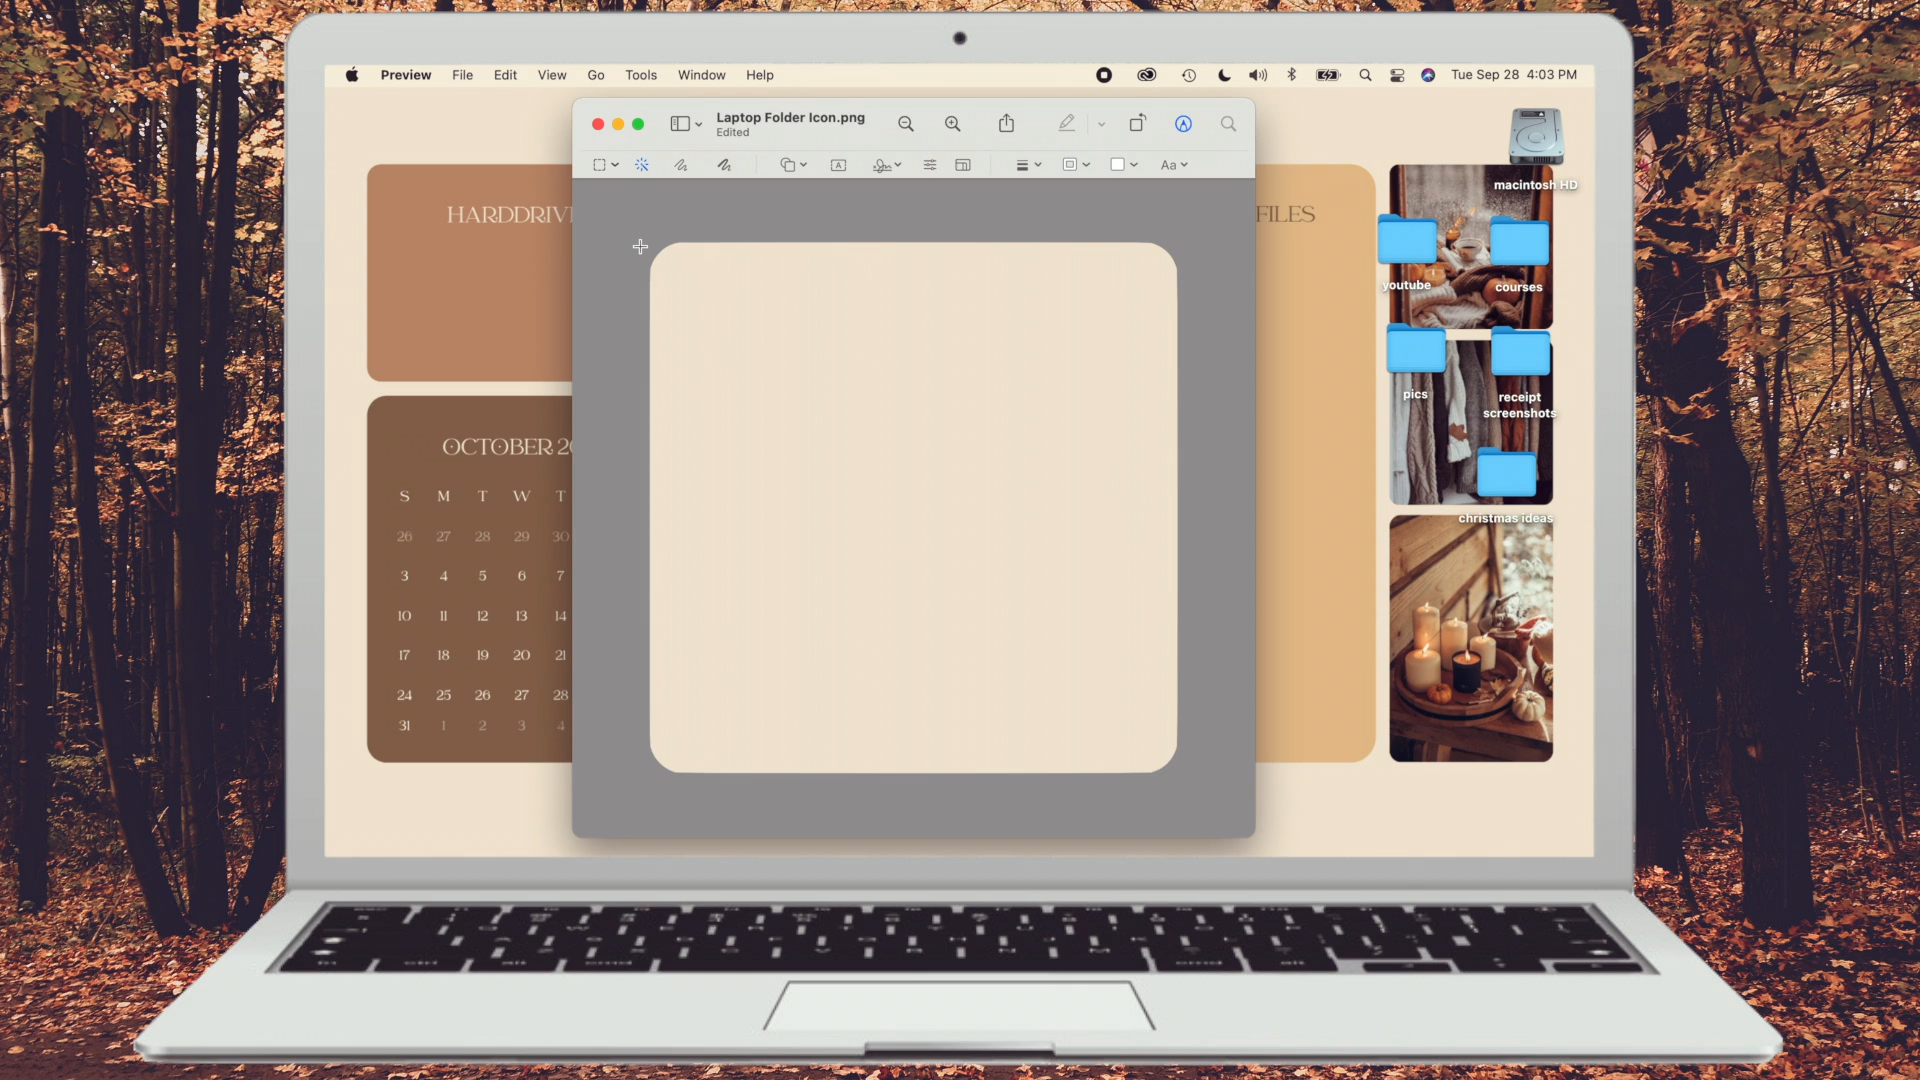 Preview File Edit View Go Tools Window Help Tue Sep 28 4:03 PM
Laptop Folder Icon.png
Edited
A
Aa
HARDDRIV
FILES
macintosh HD
youtube
courses
pics
receipt
screenshots
christmas ideas
OCTOBER 20
S M T W T
26 27 28 29 30
3 4 5 6 7
10 11 12 13 14
17 18 19 20 21
24 25 26 27 28
31 1 2 3 4